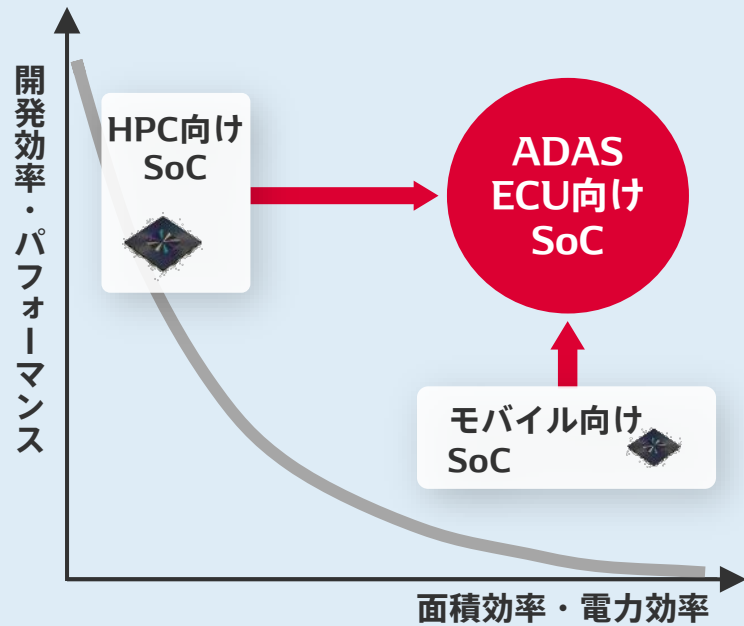 開発効率・パフォーマンス
HPC向け
SoC
ADAS
ECU向け
SoC
モバイル向け
SoC
面積効率・電力効率